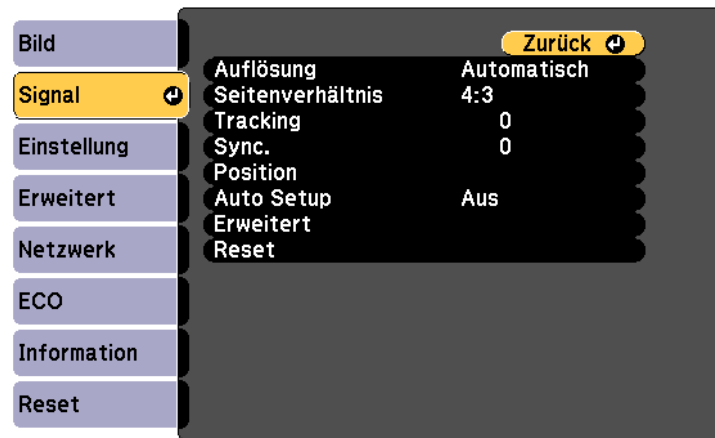 Bild
Signal
Einstellung
Erweitert
Netzwerk
ECO
Information
Reset
Zurück
Auflösung Automatisch
Seitenverhältnis 4:3
Tracking 0
Sync. 0
Position
Auto Setup Aus
Erweitert
Reset